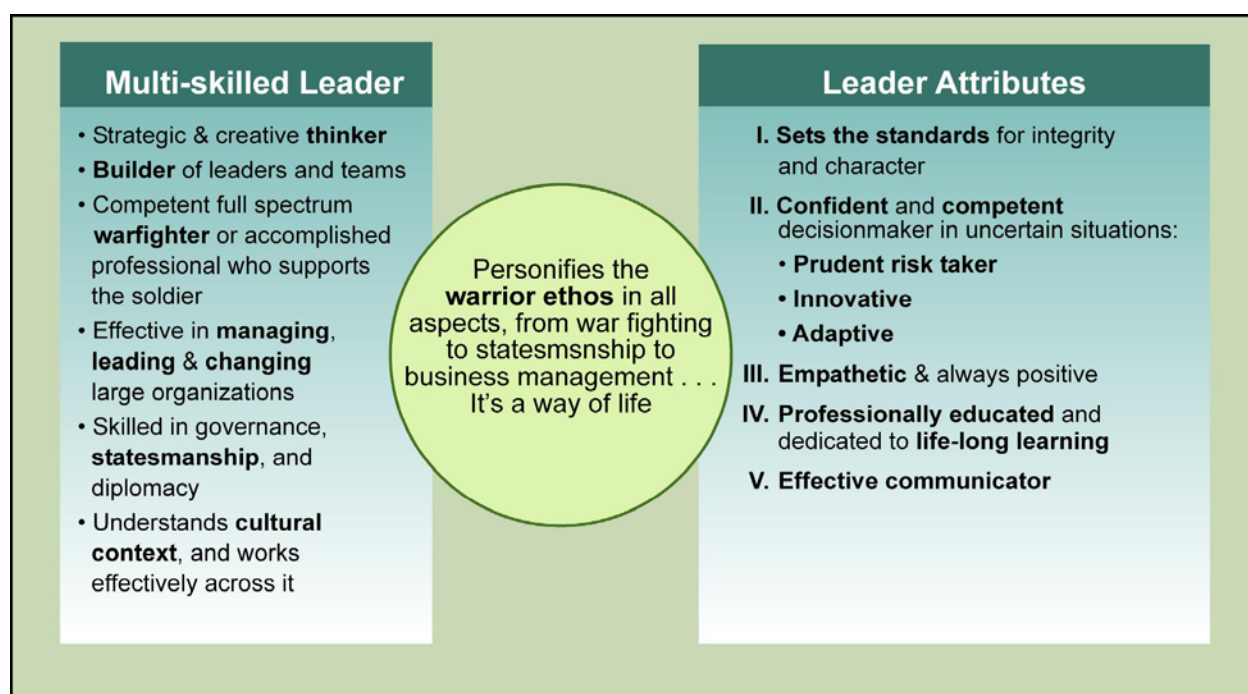 Multi-skilled Leader
• Strategic & creative thinker
• Builder of leaders and teams
• Competent full spectrum
warfighter or accomplished
professional who supports
the soldier
• Effective in managing,
leading & changing
large organizations
• Skilled in governance,
statesmanship, and
diplomacy
• Understands cultural
context, and works
effectively across it
Personifies the
warrior ethos in all
aspects, from war fighting
to statesmsnship to
business management . . .
It's a way of life
Leader Attributes
I. Sets the standards for integrity
and character
II. Confident and competent
decisionmaker in uncertain situations:
• Prudent risk taker
• Innovative
• Adaptive
III. Empathetic & always positive
IV. Professionally educated and
dedicated to life-long learning
V. Effective communicator